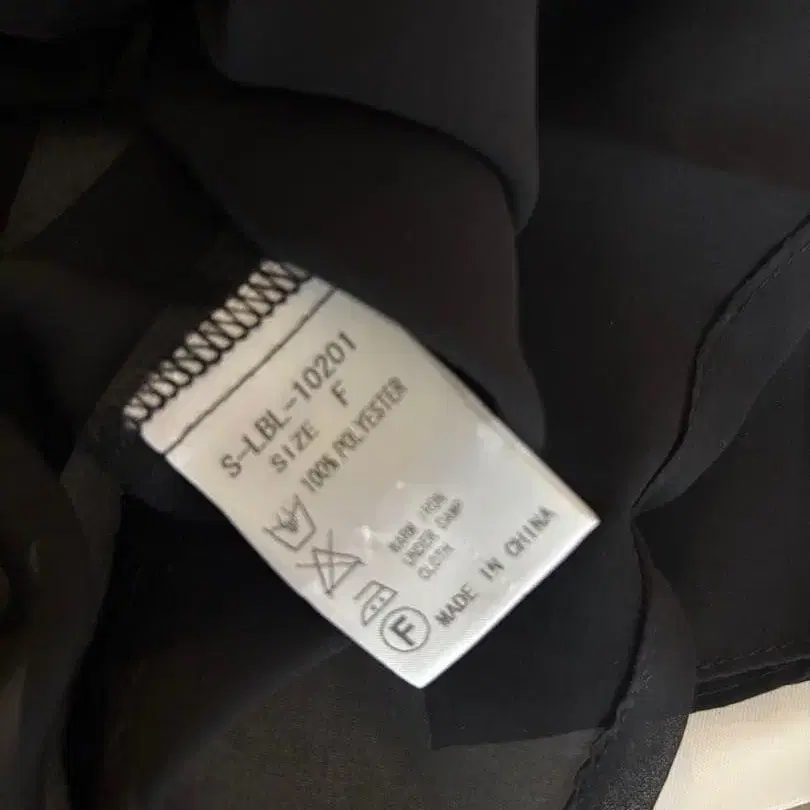 S-LBL-10201
SIZE F
100% POLYESTER
WARM IRON
UNDER DAMP
CLOTH
F
MADE IN CHINA